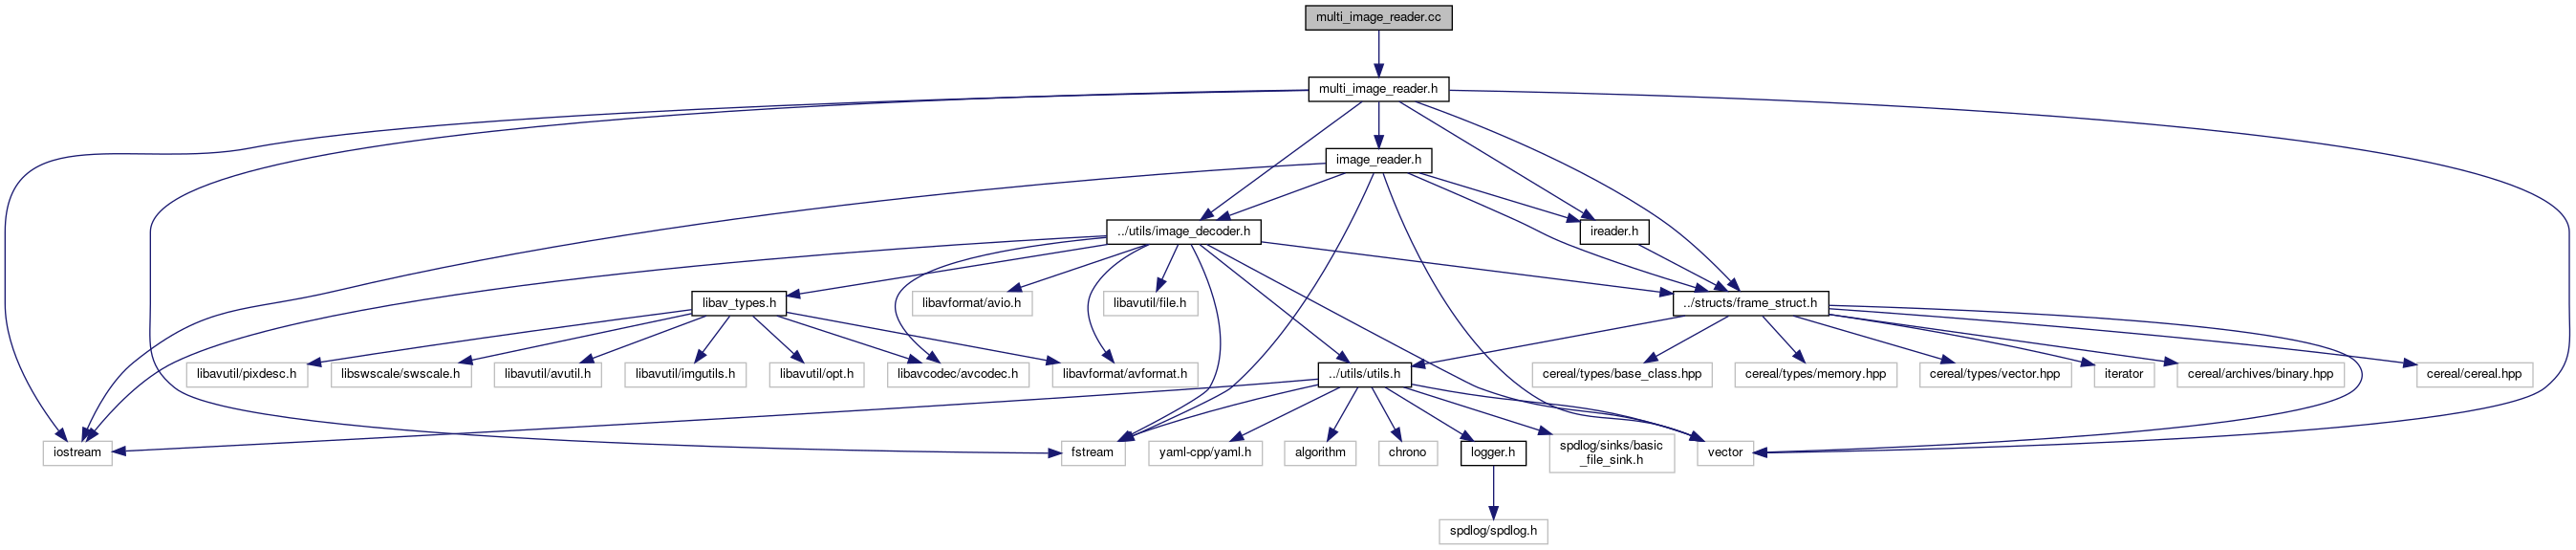 multi_image_reader.cc
multi_image_reader.h
image_reader.h
../utils/image_decoder.h
ireader.h
libav_types.h
libavformat/avio.h
libavutil/file.h
../structs/frame_struct.h
libavutil/pixdesc.h
libswscale/swscale.h
libavutil/avutil.h
libavutil/imgutils.h
libavutil/opt.h
libavcodec/avcodec.h
libavformat/avformat.h
../utils/utils.h
cereal/types/base_class.hpp
cereal/types/memory.hpp
cereal/types/vector.hpp
iterator
cereal/archives/binary.hpp
cereal/cereal.hpp
iostream
fstream
yaml-cpp/yaml.h
algorithm
chrono
logger.h
spdlog/sinks/basic
_file_sink.h
vector
spdlog/spdlog.h